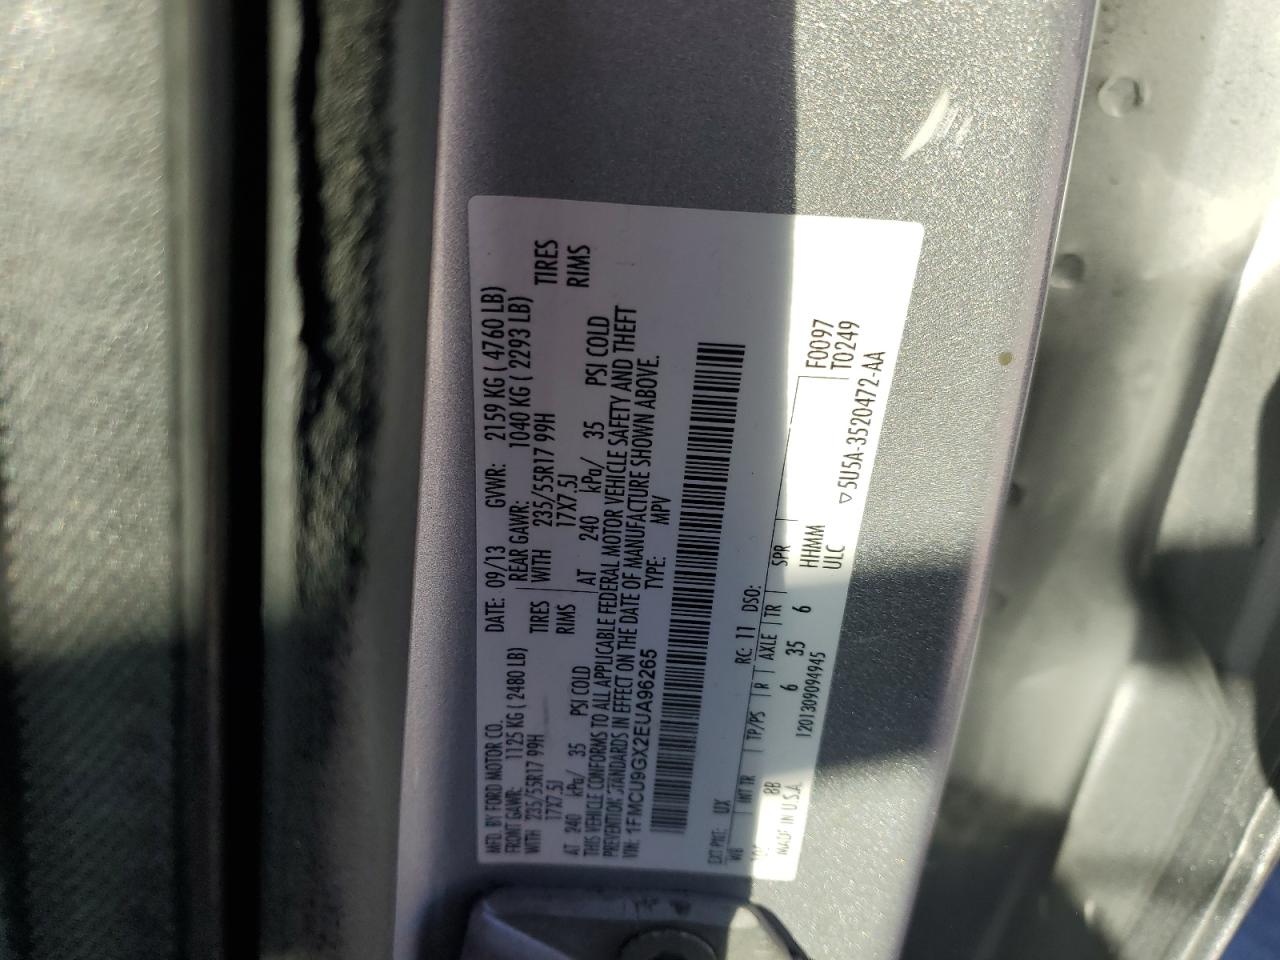 MFD. BY FORD MOTOR CO. DATE: 09/13 GVWR: 2159 KG ( 4760 LB)
FRONT GAWR: 1125 KG ( 2480 LB) REAR GAWR: 1040 KG ( 2293 LB)
WITH 235/55R17 99H TIRES WITH 235/55R17 99H TIRES
17X7.5J RIMS 17X7.5J RIMS
AT 240 kPa/ 35 PSI COLD AT 240 kPa/ 35 PSI COLD
THIS VEHICLE CONFORMS TO ALL APPLICABLE FEDERAL MOTOR VEHICLE SAFETY AND THEFT
PREVENTION STANDARDS IN EFFECT ON THE DATE OF MANUFACTURE SHOWN ABOVE.
VIN: 1FMCU9GX2EUA96265 TYPE: MPV
EXT PNT: UX RC: 11 DSO:
WB INT TR TP/PS R AXLE TR SPR F0097
8B 6 35 6 HHMM T0249
MADE IN U.S.A. 1201309094945 ULC ▽5U5A-3520472-AA